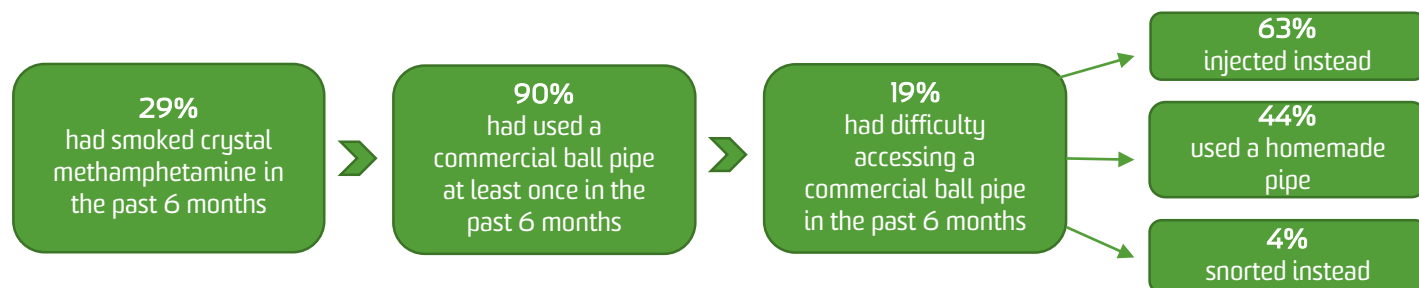 29%
had smoked crystal
methamphetamine in
the past 6 months
90%
had used a
commercial ball pipe
at least once in the
past 6 months
19%
had difficulty
accessing a
commercial ball pipe
in the past 6 months
63%
injected instead
44%
used a homemade
pipe
4%
snorted instead